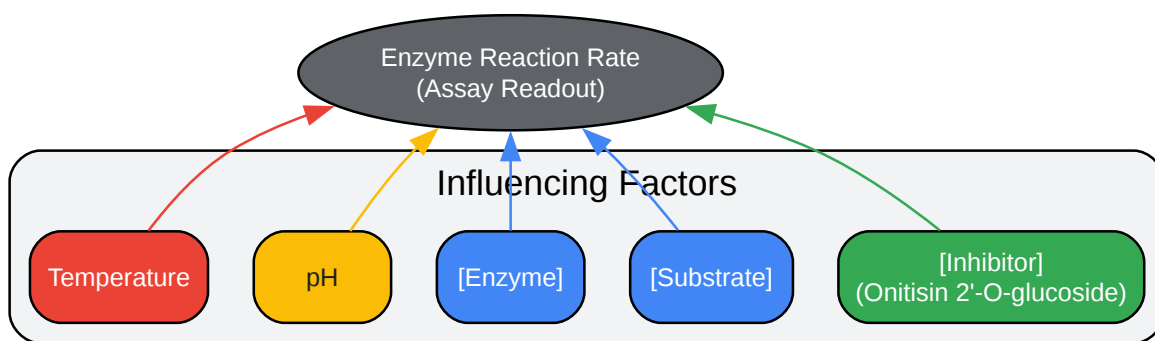 Enzyme Reaction Rate
(Assay Readout)
Influencing Factors
Temperature
pH
[Enzyme]
[Substrate]
[Inhibitor]
(Onitisin 2'-O-glucoside)